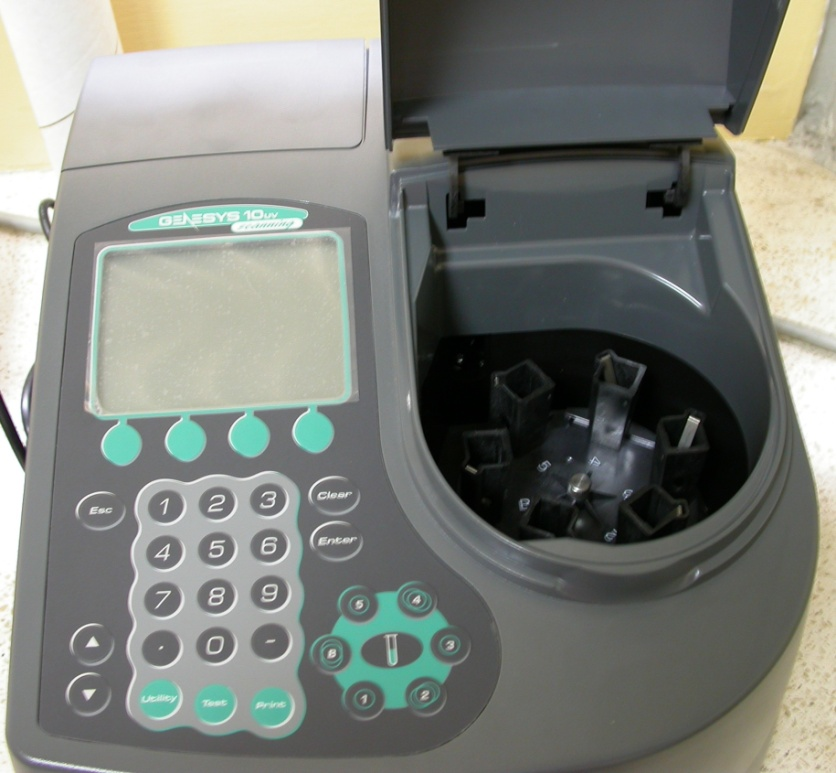 GENESYS 10UV
scanning
Esc
1 2 3
Clear
4 5 6
Enter
7 8 9
. 0 -
Utility Test Print
5 4
B 3
1 2
5